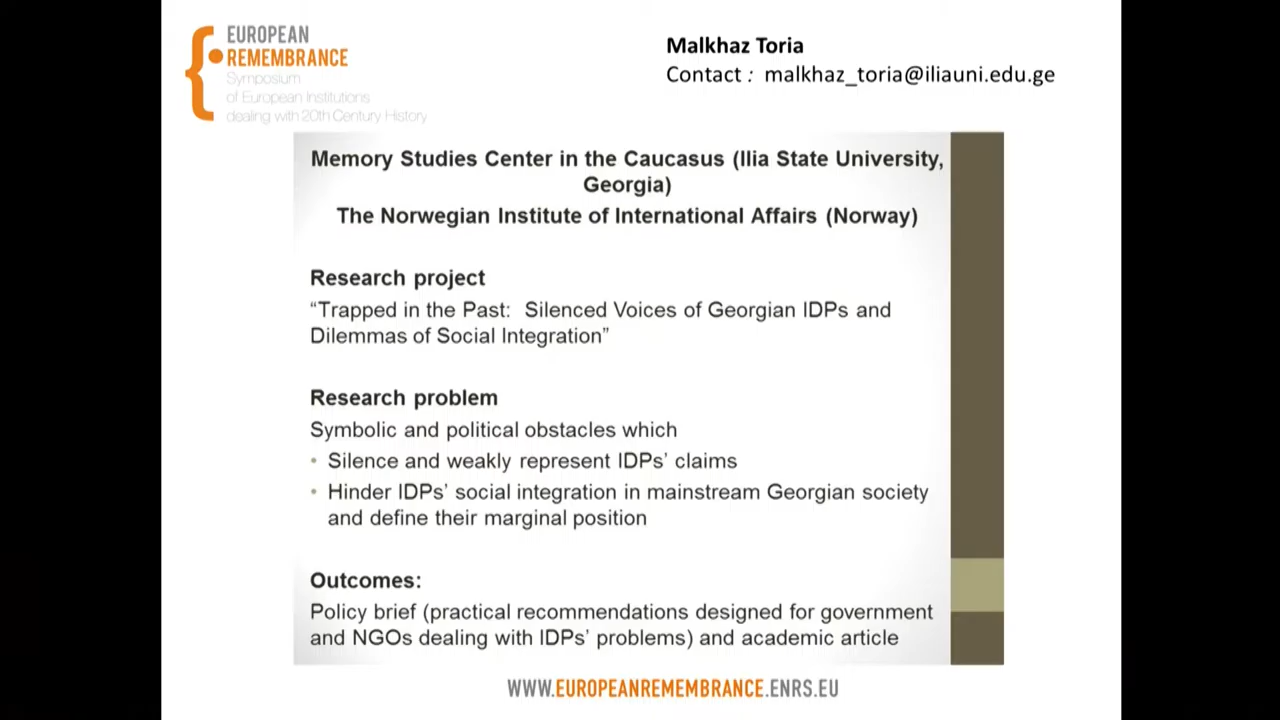 EUROPEAN
REMEMBRANCE
Symposium
of European Institutions
dealing with 20th Century History
Malkhaz Toria
Contact : malkhaz_toria@iliauni.edu.ge
Memory Studies Center in the Caucasus (Ilia State University,
Georgia)
The Norwegian Institute of International Affairs (Norway)
Research project
“Trapped in the Past: Silenced Voices of Georgian IDPs and
Dilemmas of Social Integration”
Research problem
Symbolic and political obstacles which
• Silence and weakly represent IDPs’ claims
• Hinder IDPs’ social integration in mainstream Georgian society
and define their marginal position
Outcomes:
Policy brief (practical recommendations designed for government
and NGOs dealing with IDPs’ problems) and academic article
WWW.EUROPEANREMEMBRANCE.ENRS.EU